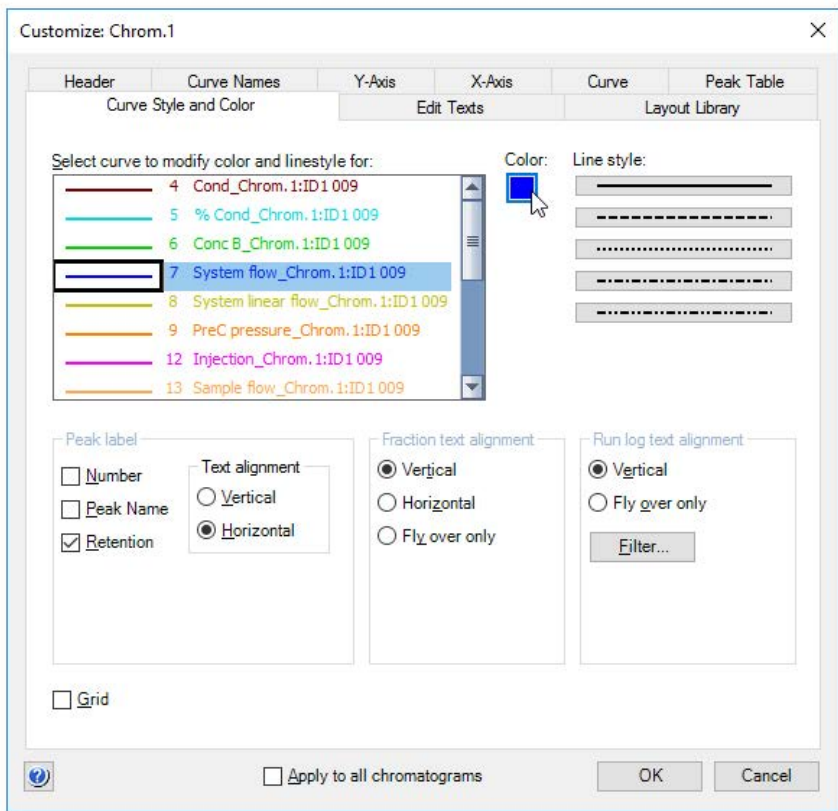 Customize: Chrom.1
Header Curve Names Y-Axis X-Axis Curve Peak Table
Curve Style and Color Edit Texts Layout Library
Select curve to modify color and linestyle for: Color: Line style:
4 Cond_Chrom.1:ID1 009
5 % Cond_Chrom.1:ID1 009
6 Conc B_Chrom.1:ID1 009
7 System flow_Chrom.1:ID1 009
8 System linear flow_Chrom.1:ID1 009
9 PreC pressure_Chrom.1:ID1 009
12 Injection_Chrom.1:ID1 009
13 Sample flow_Chrom.1:ID1 009
Peak label
Number
Peak Name
Retention
Text alignment
Vertical
Horizontal
Fraction text alignment
Vertical
Horizontal
Fly over only
Run log text alignment
Vertical
Fly over only
Filter...
Grid
Apply to all chromatograms OK Cancel